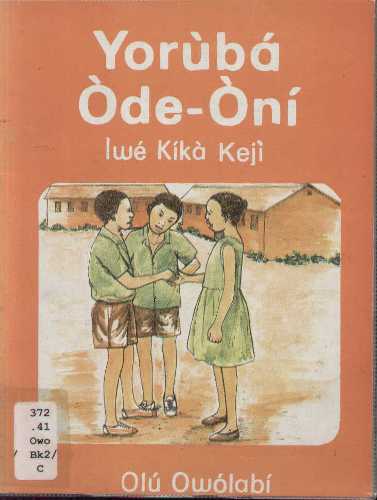 Yorùbá
Òde-Òní
Ìwé Kíkà Kejì
372
.41
Owo
/ Bk2/
C
Olú Owólabí